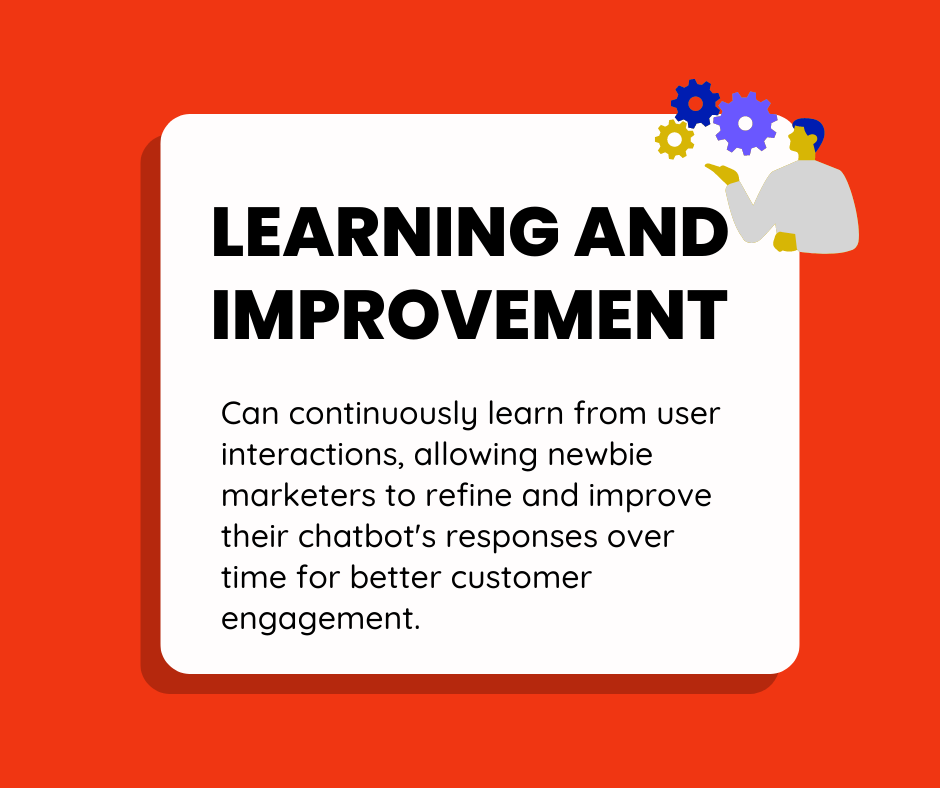 LEARNING AND
IMPROVEMENT
Can continuously learn from user
interactions, allowing newbie
marketers to refine and improve
their chatbot's responses over
time for better customer
engagement.